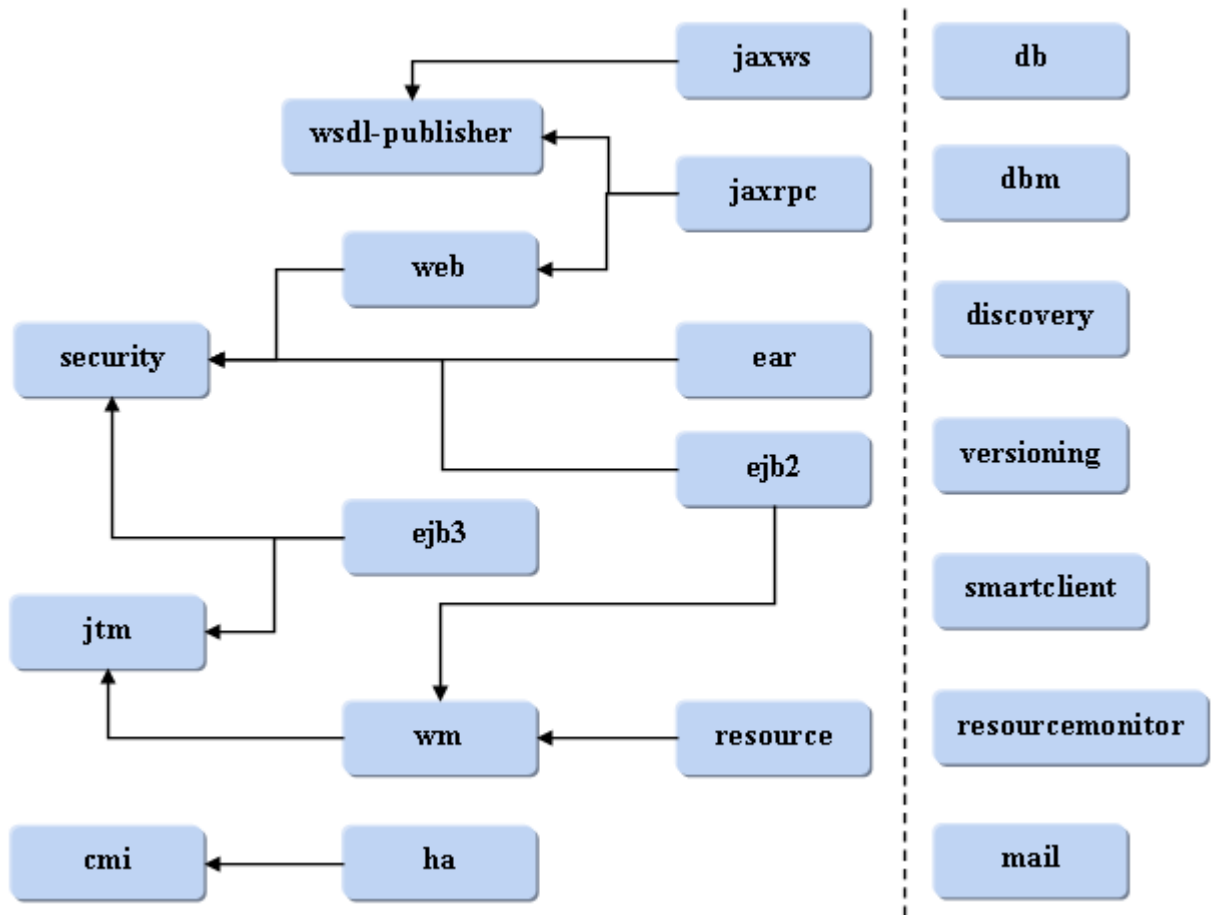 jaxws
wsdl-publisher
jaxrpc
web
security
ear
ejb2
ejb3
jtm
wm
resource
cmi
ha
db
dbm
discovery
versioning
smartclient
resourcemonitor
mail